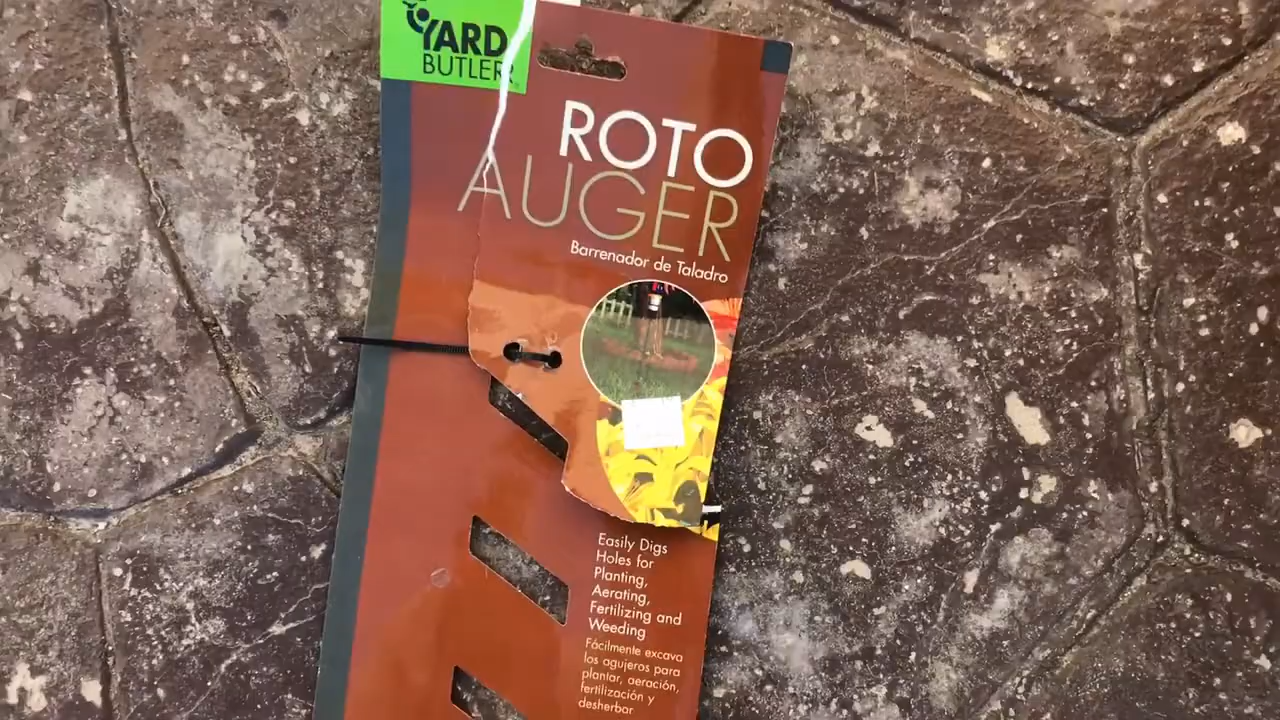 YARD
BUTLER
ROTO
AUGER
Barrenador de Taladro
Easily Digs
Holes for
Planting,
Aerating,
Fertilizing and
Weeding
Fácilmente excava
los agujeros para
plantar, aeración,
fertilización y
desherbar